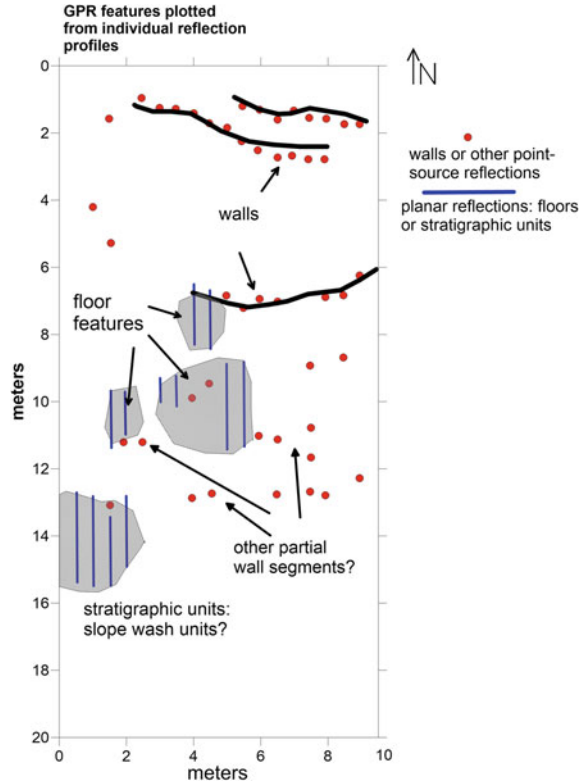 GPR features plotted
from individual reflection
profiles
N
walls or other point-
source reflections
planar reflections: floors
or stratigraphic units
0
2
4
6
8
10
12
14
16
18
20
meters
walls
floor
features
other partial
wall segments?
stratigraphic units:
slope wash units?
0
2
4
6
8
10
meters